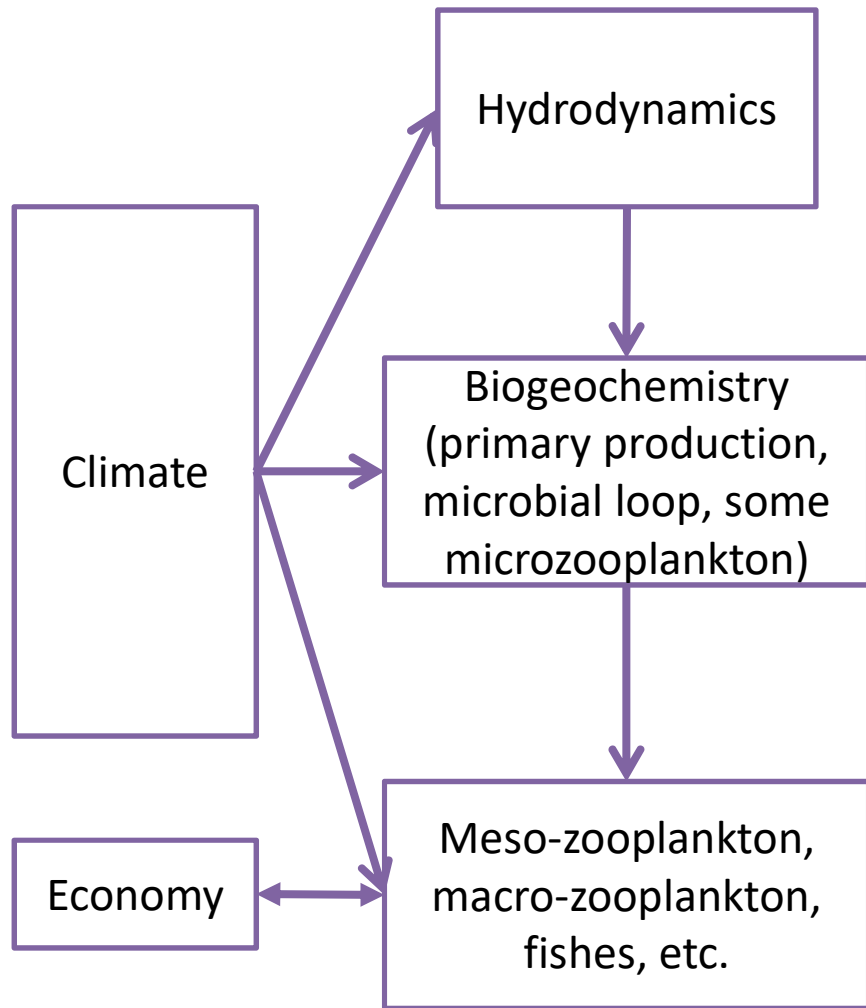 Hydrodynamics
Climate
Biogeochemistry
(primary production,
microbial loop, some
microzooplankton)
Economy
Meso-zooplankton,
macro-zooplankton,
fishes, etc.